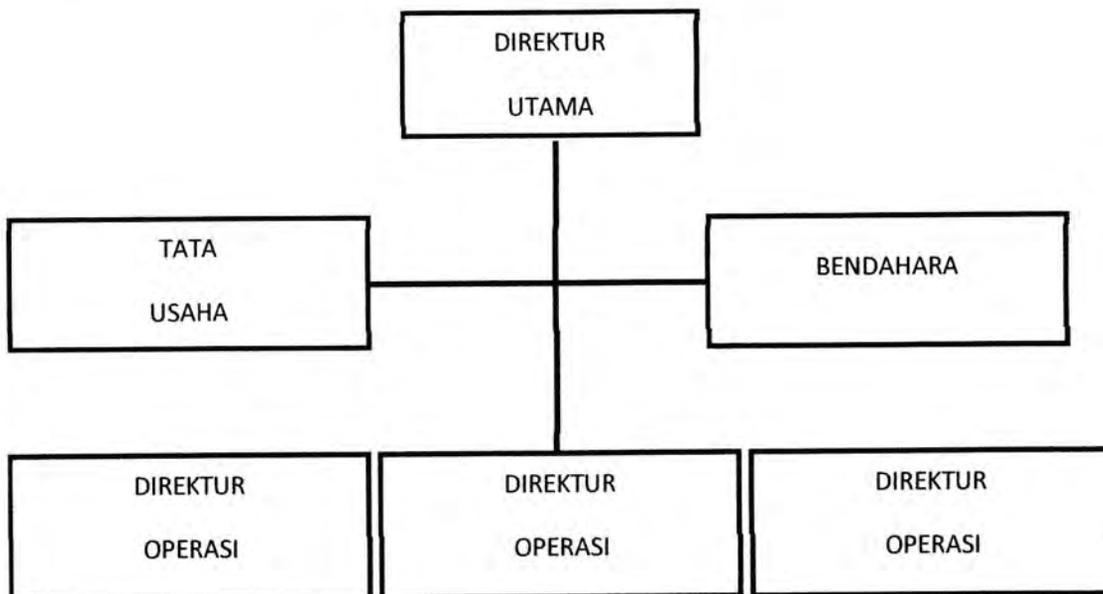 DIREKTUR
UTAMA
TATA
USAHA
BENDAHARA
DIREKTUR
OPERASI
DIREKTUR
OPERASI
DIREKTUR
OPERASI